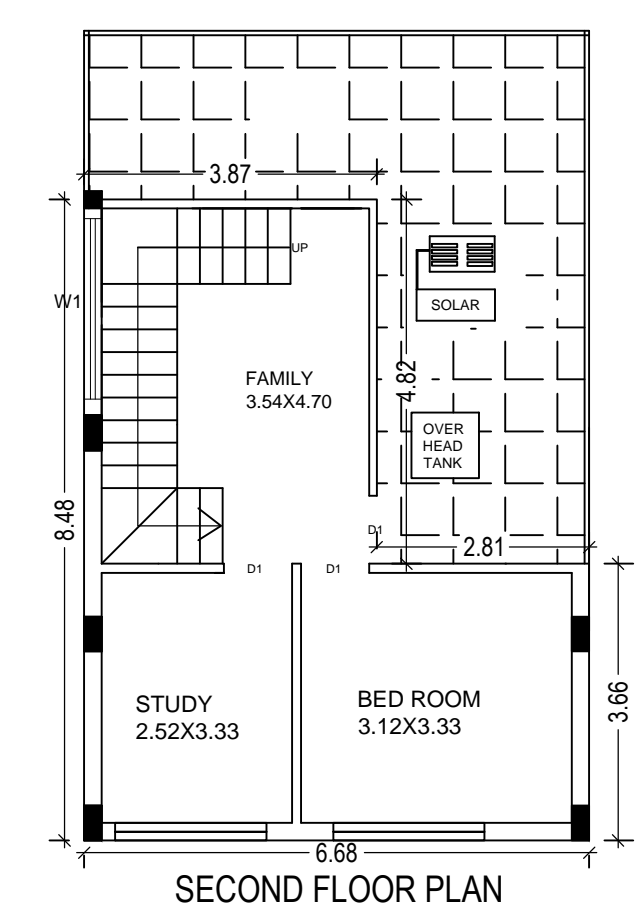 3.87
UP
W1
SOLAR
FAMILY
3.54X4.70
4.82
OVER
HEAD
TANK
8.48
D1
2.81
D1
D1
STUDY
2.52X3.33
BED ROOM
3.12X3.33
3.66
6.68
SECOND FLOOR PLAN